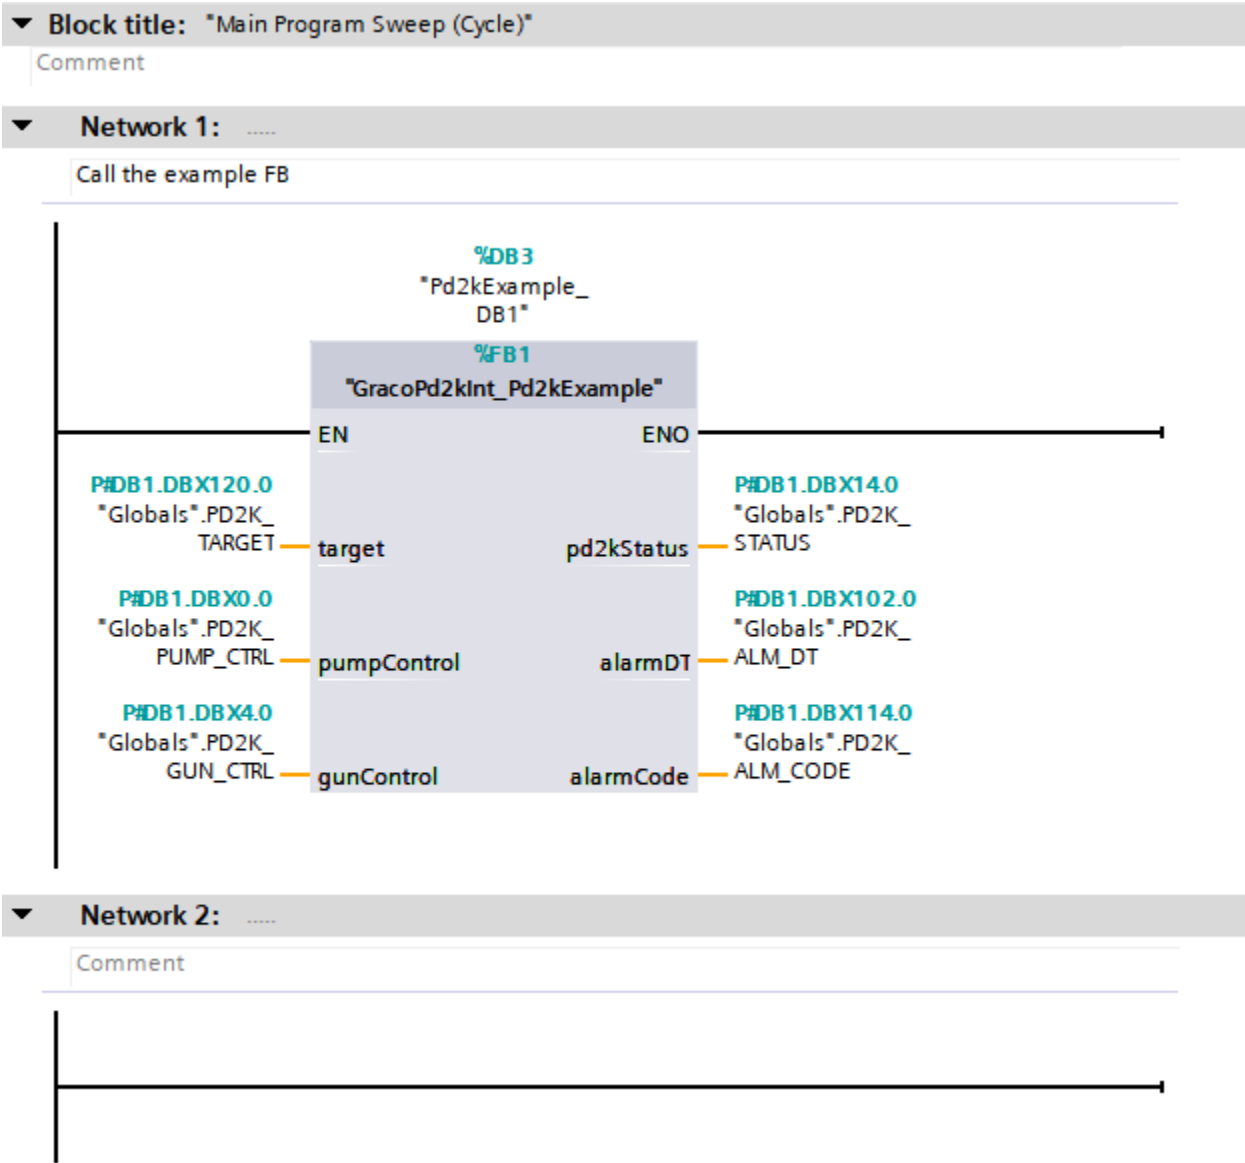 Block title: "Main Program Sweep (Cycle)"
Comment
Network 1: .....
Call the example FB
%DB3
"Pd2kExample_
DB1"
%FB1
"GracoPd2kInt_Pd2kExample"
EN ENO
P#DB1.DBX120.0
"Globals".PD2K_
TARGET
target
pd2kStatus
P#DB1.DBX14.0
"Globals".PD2K_
STATUS
P#DB1.DBX0.0
"Globals".PD2K_
PUMP_CTRL
pumpControl
alarmDT
P#DB1.DBX102.0
"Globals".PD2K_
ALM_DT
P#DB1.DBX4.0
"Globals".PD2K_
GUN_CTRL
gunControl
alarmCode
P#DB1.DBX114.0
"Globals".PD2K_
ALM_CODE
Network 2: .....
Comment